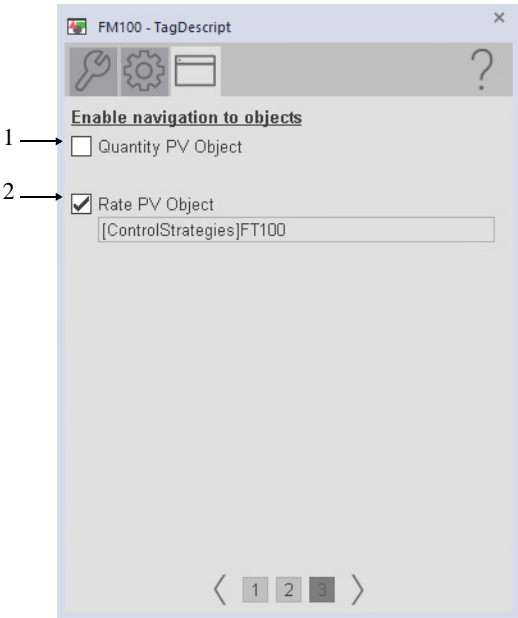 FM100 - TagDescript
?
Enable navigation to objects
1
Quantity PV Object
2
Rate PV Object
[ControlStrategies]FT100
1 2 3